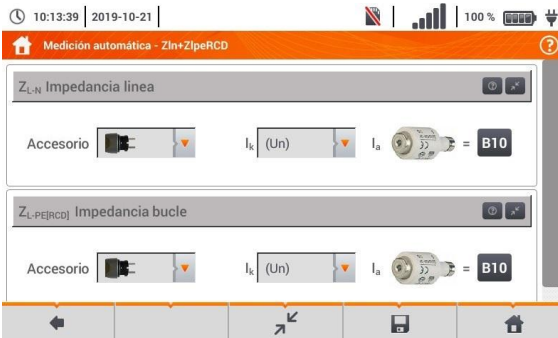 10:13:39 2019-10-21 100 %
Medición automática - Zln+ZlpeRCD ?
ZL-N Impedancia linea ?
Accesorio Ik (Un) Ia = B10
ZL-PE[RCD] Impedancia bucle ?
Accesorio Ik (Un) Ia = B10